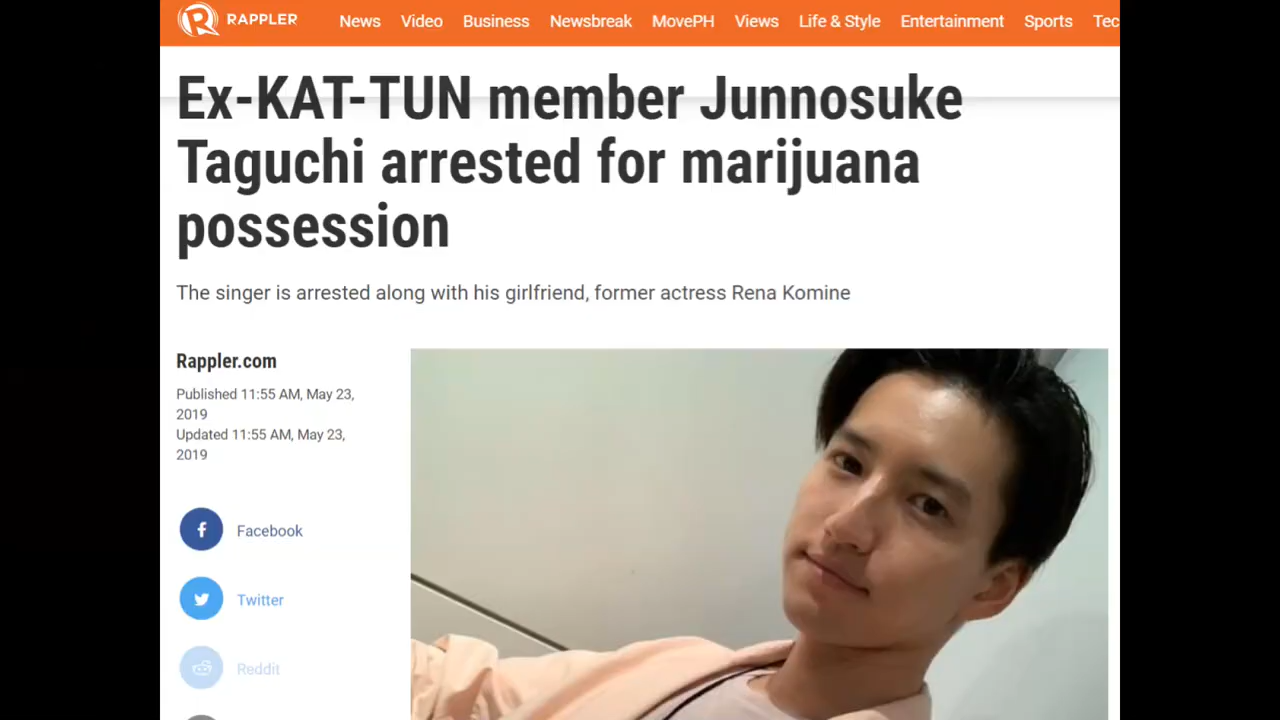 RAPPLER News Video Business Newsbreak MovePH Views Life & Style Entertainment Sports Tec
Ex-KAT-TUN member Junnosuke
Taguchi arrested for marijuana
possession
The singer is arrested along with his girlfriend, former actress Rena Komine
Rappler.com
Published 11:55 AM, May 23,
2019
Updated 11:55 AM, May 23,
2019
Facebook
Twitter
Reddit